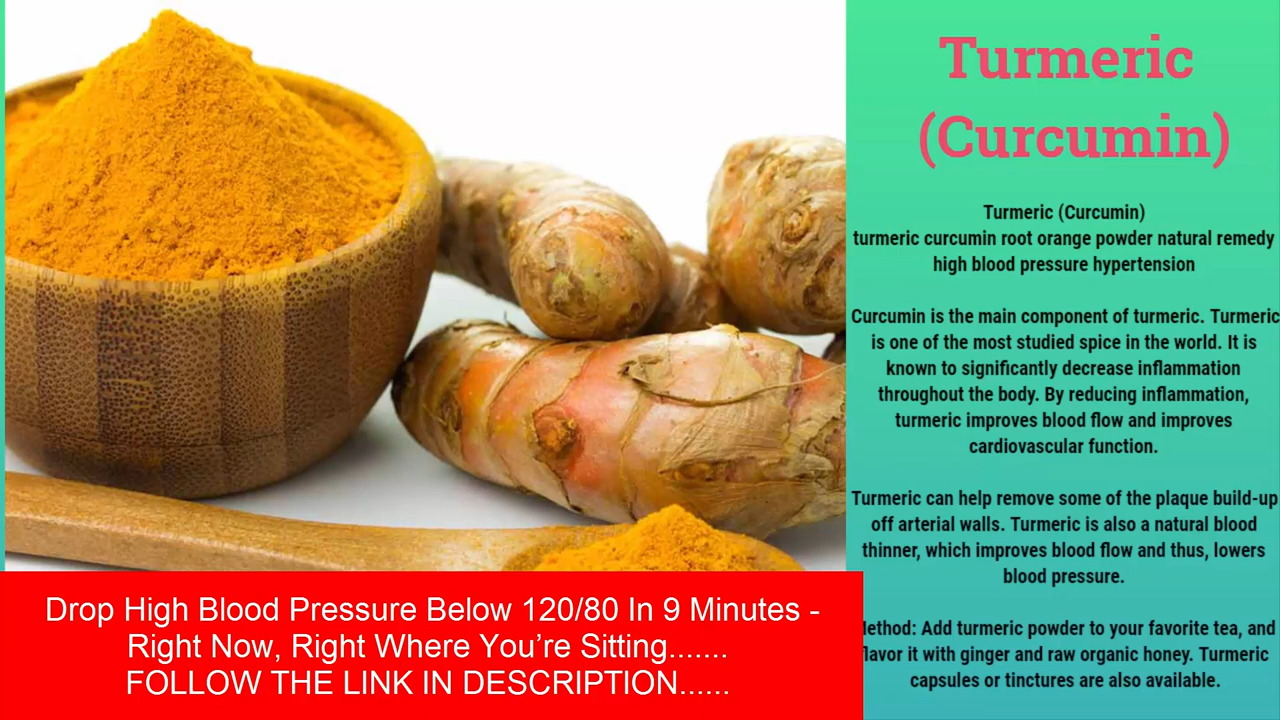 Turmeric
(Curcumin)
Turmeric (Curcumin)
turmeric curcumin root orange powder natural remedy
high blood pressure hypertension
Curcumin is the main component of turmeric. Turmeric
is one of the most studied spice in the world. It is
known to significantly decrease inflammation
throughout the body. By reducing inflammation,
turmeric improves blood flow and improves
cardiovascular function.
Turmeric can help remove some of the plaque build-up
off arterial walls. Turmeric is also a natural blood
thinner, which improves blood flow and thus, lowers
blood pressure.
ethod: Add turmeric powder to your favorite tea, and
flavor it with ginger and raw organic honey. Turmeric
capsules or tinctures are also available.
Drop High Blood Pressure Below 120/80 In 9 Minutes -
Right Now, Right Where You’re Sitting.......
FOLLOW THE LINK IN DESCRIPTION......